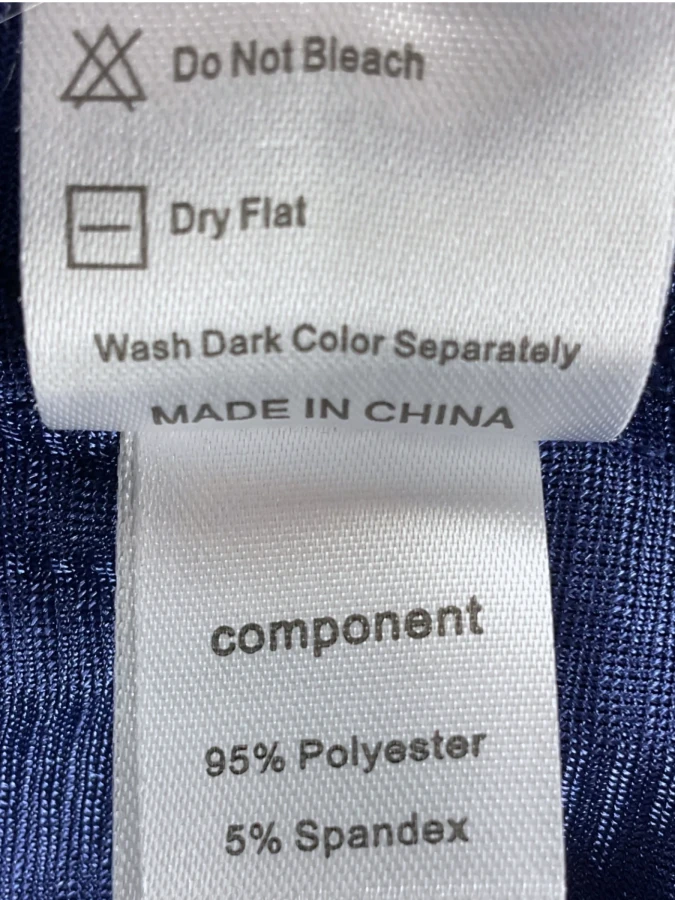 Do Not Bleach
Dry Flat
Wash Dark Color Separately
MADE IN CHINA
component
95% Polyester
5% Spandex